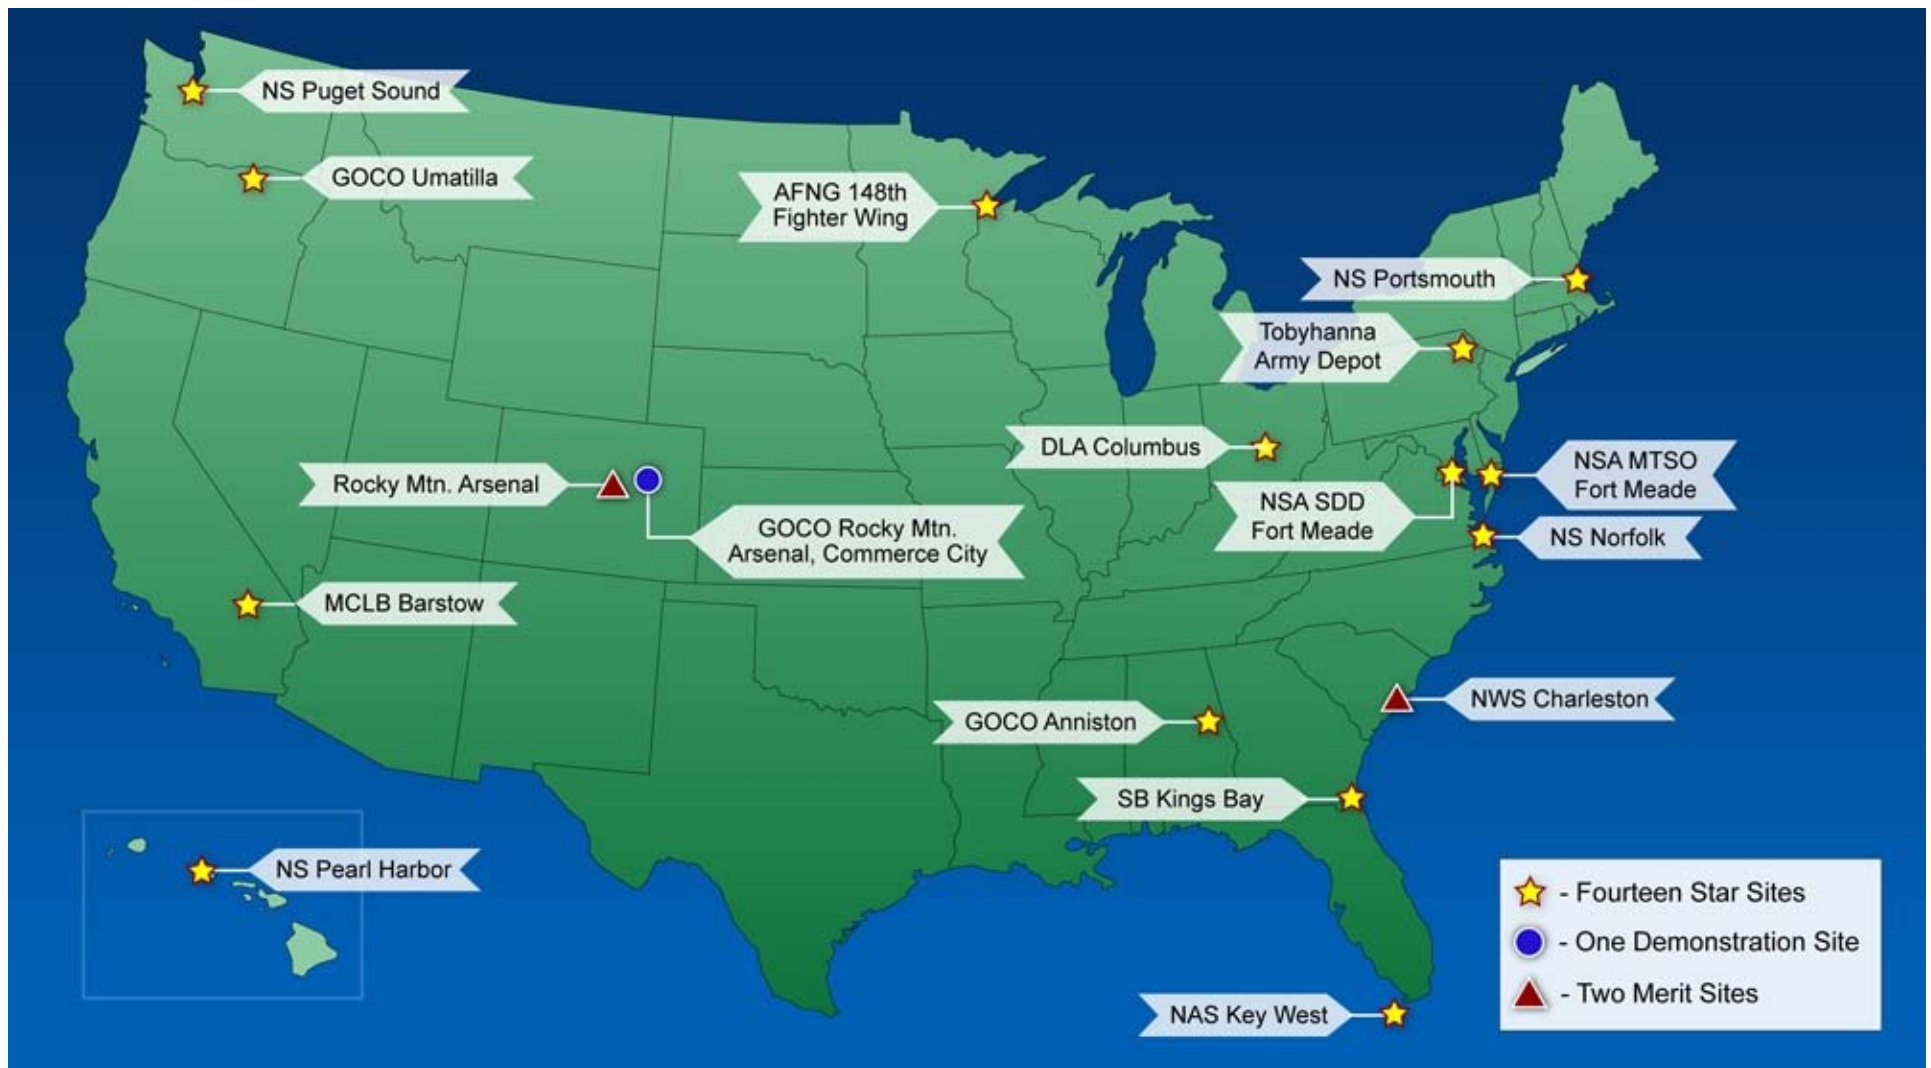 NS Puget Sound
GOCO Umatilla
AFNG 148th
Fighter Wing
NS Portsmouth
Tobyhanna
Army Depot
DLA Columbus
NSA MTSO
Fort Meade
Rocky Mtn. Arsenal
NSA SDD
Fort Meade
GOCO Rocky Mtn.
Arsenal, Commerce City
NS Norfolk
MCLB Barstow
NWS Charleston
GOCO Anniston
SB Kings Bay
NS Pearl Harbor
- Fourteen Star Sites
- One Demonstration Site
- Two Merit Sites
NAS Key West